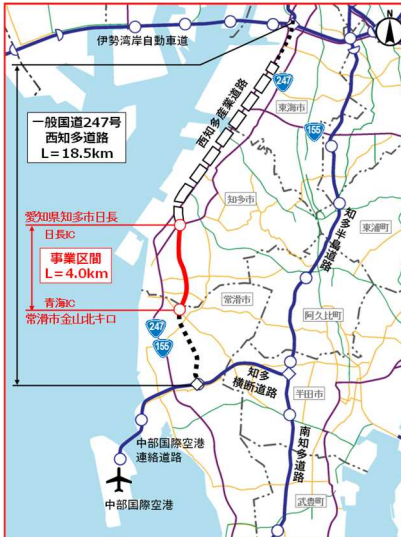 伊勢湾岸自動車道
N
247
一般国道247号
西知多道路
L=18.5km
西知多産業道路
東海市
155
愛知県知多市日長
日長IC
知多市
知多半島道路
東浦町
事業区間
L=4.0km
青海IC
常滑市金山北キロ
常滑市
阿久比町
247
155
知多
横断道路
半田市
中部国際空港
連絡道路
南知多道路
中部国際空港
武豊町